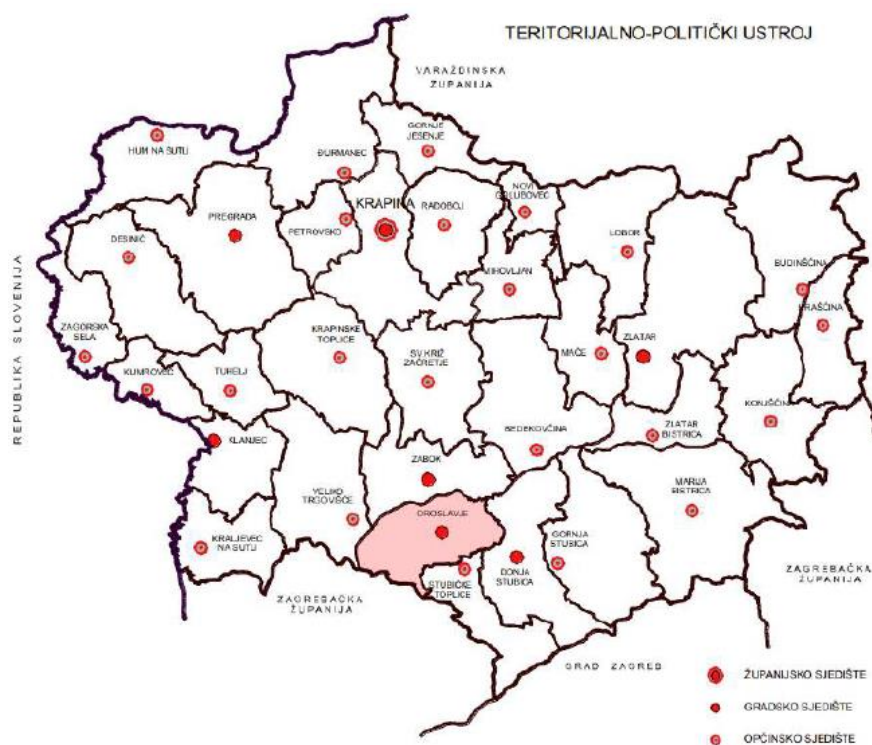 TERITORIJALNO-POLITIČKI USTROJ
VARAŽDINSKA
ŽUPANIJA
GORNJE
JESENJE
HUM NA SUTLI
ĐURMANEC
NOVI
GOLUBOVEC
KRAPINA
RADOBOJ
PREGRADA
PETROVSKO
DESINIĆ
LOBOR
BUDINŠĆINA
MIHOVLJAN
HRAŠĆINA
REPUBLIKA SLOVENIJA
ZAGORSKA
SELA
KRAPINSKE
TOPLICE
SV.KRIŽ
ZAČRETJE
MAČE
ZLATAR
KUMROVEC
TUHELJ
KONJŠĆINA
KLANJEC
BEDEKOVČINA
ZLATAR
BISTRICA
ZABOK
MARIJA
BISTRICA
VELIKO
TRGOVIŠĆE
OROSLAVJE
KRALJEVEC
NA SUTLI
GORNJA
STUBICA
DONJA
STUBICA
STUBIČKE
TOPLICE
ZAGREBAČKA
ŽUPANIJA
ZAGREBAČKA
ŽUPANIJA
GRAD ZAGREB
ŽUPANIJSKO SJEDIŠTE
GRADSKO SJEDIŠTE
OPĆINSKO SJEDIŠTE